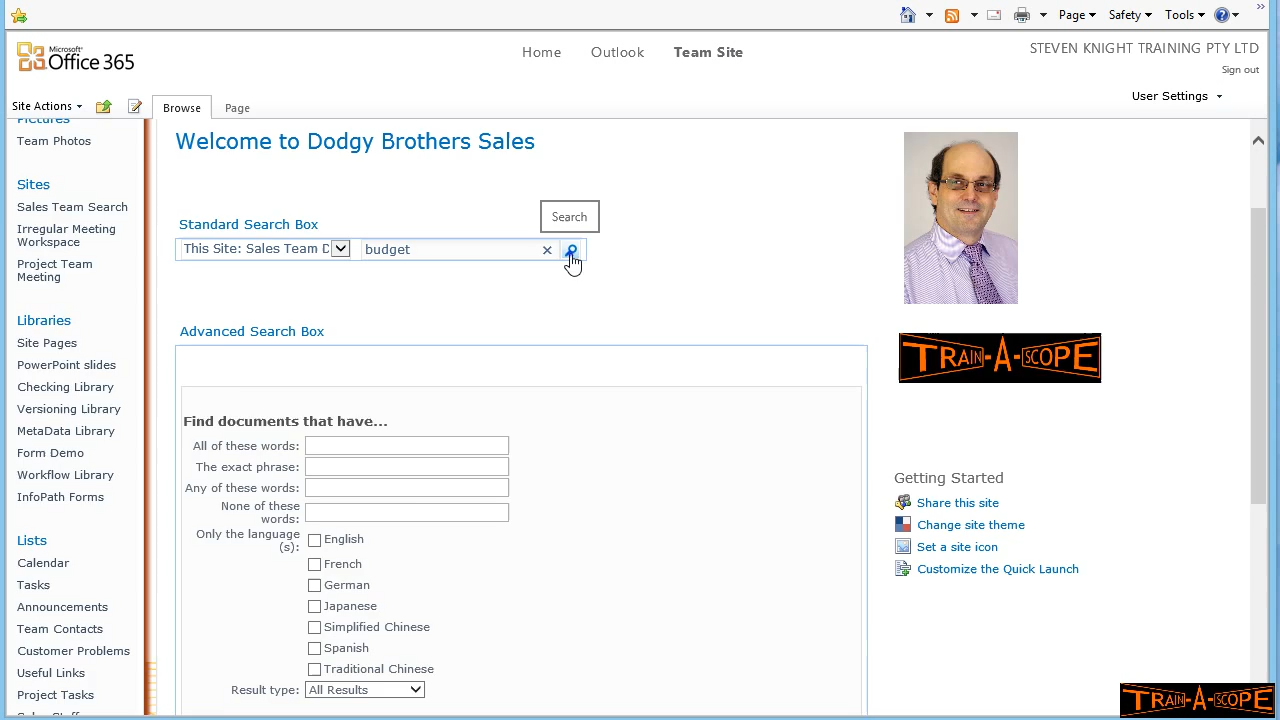 Page
Safety
Tools
Microsoft
Office 365
Home
Outlook
Team Site
STEVEN KNIGHT TRAINING PTY LTD
Sign out
Site Actions
Browse
Page
User Settings
Pictures
Team Photos
Sites
Sales Team Search
Irregular Meeting
Workspace
Project Team
Meeting
Libraries
Site Pages
PowerPoint slides
Checking Library
Versioning Library
MetaData Library
Form Demo
Workflow Library
InfoPath Forms
Lists
Calendar
Tasks
Announcements
Team Contacts
Customer Problems
Useful Links
Project Tasks
Welcome to Dodgy Brothers Sales
Search
Standard Search Box
This Site: Sales Team D
budget
Advanced Search Box
Find documents that have...
All of these words:
The exact phrase:
Any of these words:
None of these
words:
Only the language
(s):
English
French
German
Japanese
Simplified Chinese
Spanish
Traditional Chinese
Result type:
All Results
TRAIN-A-SCOPE
Getting Started
Share this site
Change site theme
Set a site icon
Customize the Quick Launch
TRAIN-A-SCOPE